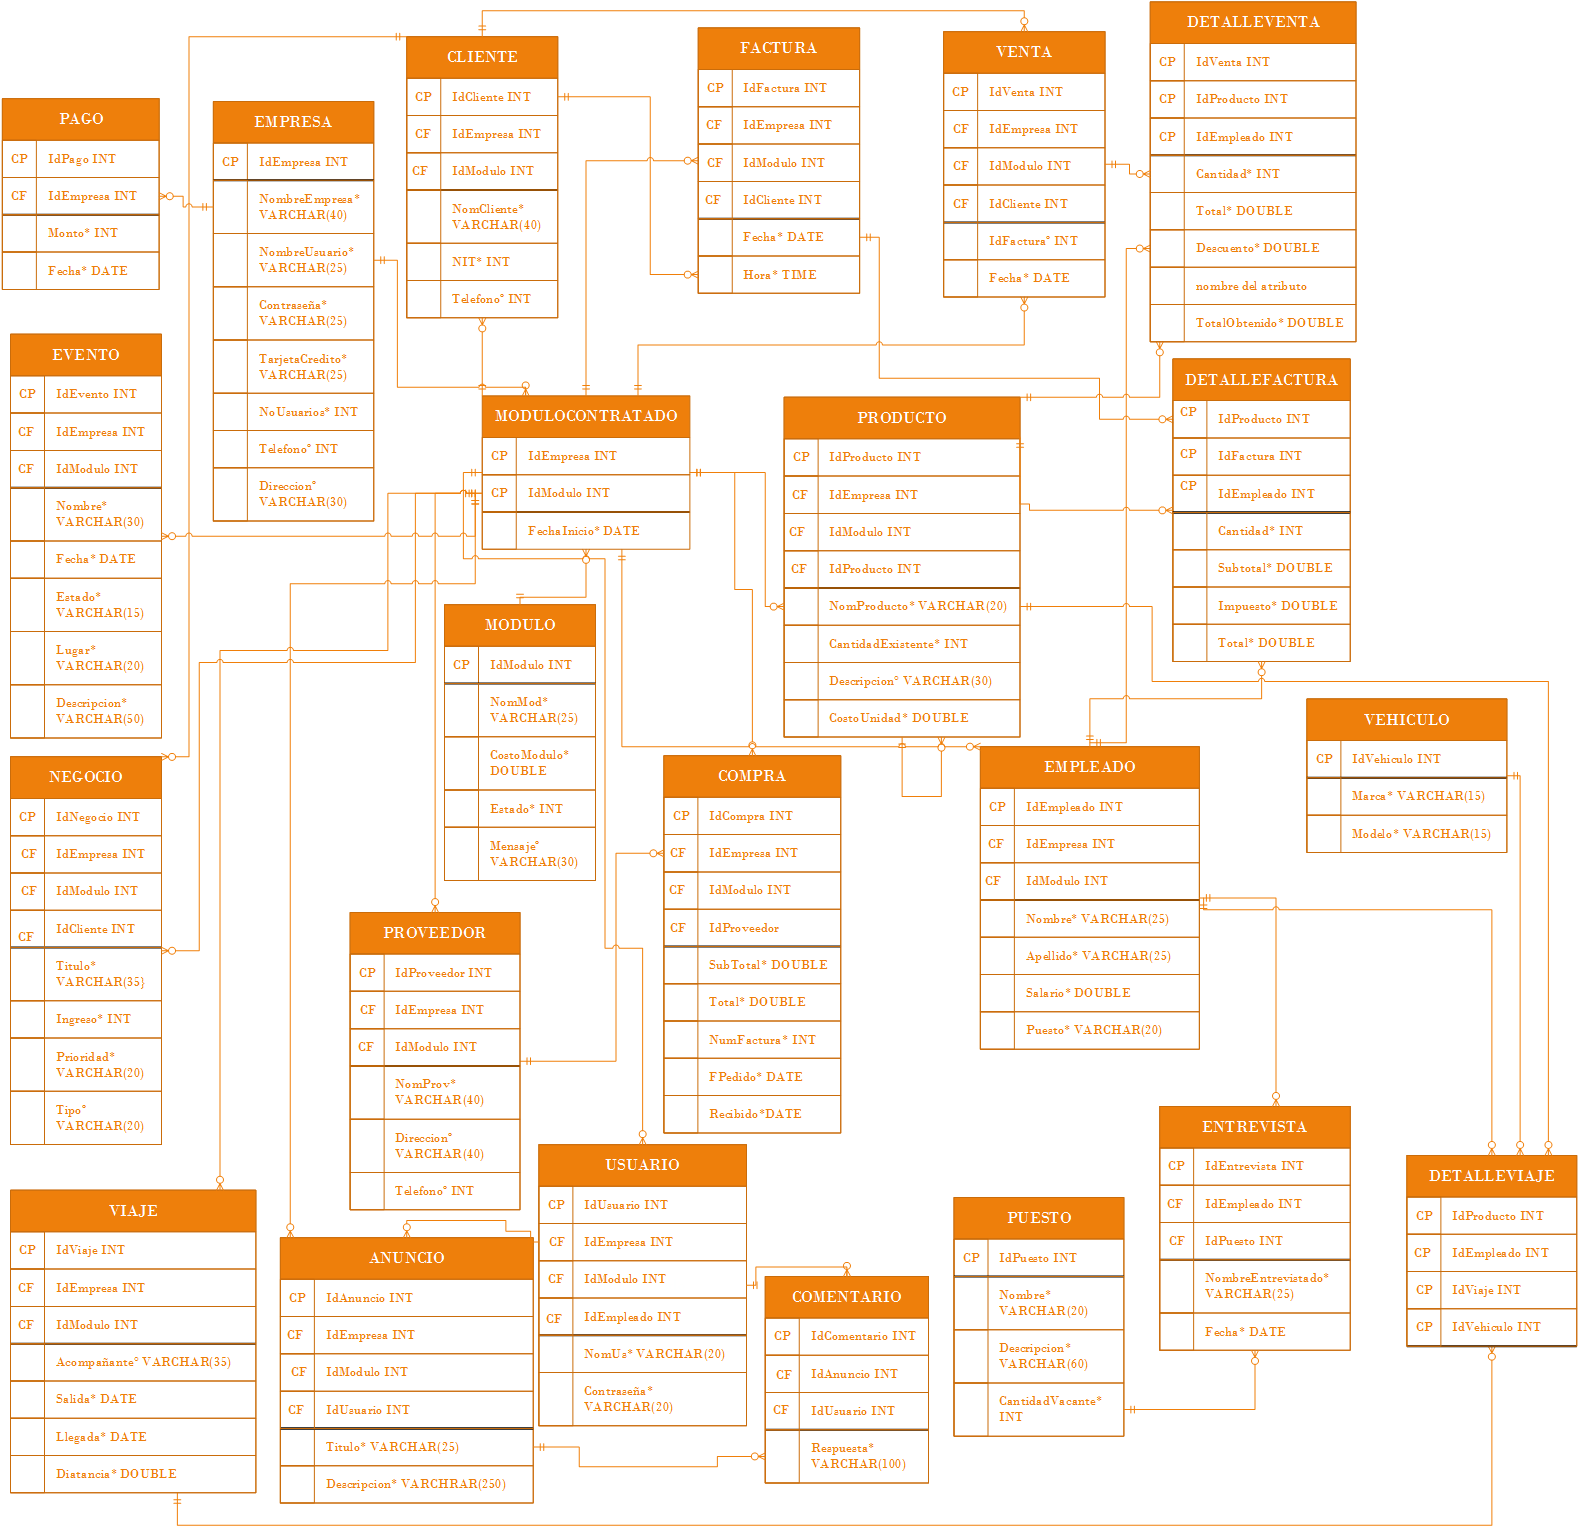 PAGO
CP IdPago INT
CF IdEmpresa INT
Monto* INT
Fecha* DATE
EMPRESA
CP IdEmpresa INT
NombreEmpresa*
VARCHAR(40)
NombreUsuario*
VARCHAR(25)
Contraseña*
VARCHAR(25)
TarjetaCredito*
VARCHAR(25)
NoUsuarios* INT
Telefono° INT
Direccion°
VARCHAR(30)
CLIENTE
CP IdCliente INT
CF IdEmpresa INT
CF IdModulo INT
NomCliente*
VARCHAR(40)
NIT* INT
Telefono° INT
FACTURA
CP IdFactura INT
CF IdEmpresa INT
CF IdModulo INT
CF IdCliente INT
Fecha* DATE
Hora* TIME
VENTA
CP IdVenta INT
CF IdEmpresa INT
CF IdModulo INT
CF IdCliente INT
IdFactura° INT
Fecha* DATE
DETALLEVENTA
CP IdVenta INT
CP IdProducto INT
CP IdEmpleado INT
Cantidad* INT
Total* DOUBLE
Descuento* DOUBLE
nombre del atributo
TotalObtenido* DOUBLE
EVENTO
CP IdEvento INT
CF IdEmpresa INT
CF IdModulo INT
Nombre*
VARCHAR(30)
Fecha* DATE
Estado*
VARCHAR(15)
Lugar*
VARCHAR(20)
Descripcion*
VARCHAR(50)
MODULOCONTRATADO
CP IdEmpresa INT
CP IdModulo INT
FechaInicio* DATE
PRODUCTO
CP IdProducto INT
CF IdEmpresa INT
CF IdModulo INT
CF IdProducto INT
NomProducto* VARCHAR(20)
CantidadExistente* INT
Descripcion° VARCHAR(30)
CostoUnidad* DOUBLE
DETALLEFACTURA
CP IdProducto INT
CP IdFactura INT
CP IdEmpleado INT
Cantidad* INT
Subtotal* DOUBLE
Impuesto* DOUBLE
Total* DOUBLE
MODULO
CP IdModulo INT
NomMod*
VARCHAR(25)
CostoModulo*
DOUBLE
Estado* INT
Mensaje°
VARCHAR(30)
VEHICULO
CP IdVehiculo INT
Marca* VARCHAR(15)
Modelo* VARCHAR(15)
NEGOCIO
CP IdNegocio INT
CF IdEmpresa INT
CF IdModulo INT
CF IdCliente INT
Titulo*
VARCHAR(35}
Ingreso* INT
Prioridad*
VARCHAR(20)
Tipo°
VARCHAR(20)
COMPRA
CP IdCompra INT
CF IdEmpresa INT
CF IdModulo INT
CF IdProveedor
SubTotal* DOUBLE
Total* DOUBLE
NumFactura* INT
FPedido* DATE
Recibido*DATE
EMPLEADO
CP IdEmpleado INT
CF IdEmpresa INT
CF IdModulo INT
Nombre* VARCHAR(25)
Apellido* VARCHAR(25)
Salario* DOUBLE
Puesto* VARCHAR(20)
PROVEEDOR
CP IdProveedor INT
CF IdEmpresa INT
CF IdModulo INT
NomProv*
VARCHAR(40)
Direccion°
VARCHAR(40)
Telefono° INT
USUARIO
CP IdUsuario INT
CF IdEmpresa INT
CF IdModulo INT
CF IdEmpleado INT
NomUs* VARCHAR(20)
Contraseña*
VARCHAR(20)
ENTREVISTA
CP IdEntrevista INT
CF IdEmpleado INT
CF IdPuesto INT
NombreEntrevistado*
VARCHAR(25)
Fecha* DATE
DETALLEVIAJE
CP IdProducto INT
CP IdEmpleado INT
CP IdViaje INT
CP IdVehiculo INT
VIAJE
CP IdViaje INT
CF IdEmpresa INT
CF IdModulo INT
Acompañante° VARCHAR(35)
Salida* DATE
Llegada* DATE
Distancia* DOUBLE
ANUNCIO
CP IdAnuncio INT
CF IdEmpresa INT
CF IdModulo INT
CF IdUsuario INT
Titulo* VARCHAR(25)
Descripcion* VARCHRAR(250)
PUESTO
CP IdPuesto INT
Nombre*
VARCHAR(20)
Descripcion*
VARCHAR(60)
CantidadVacante*
INT
COMENTARIO
CP IdComentario INT
CF IdAnuncio INT
CF IdUsuario INT
Respuesta*
VARCHAR(100)